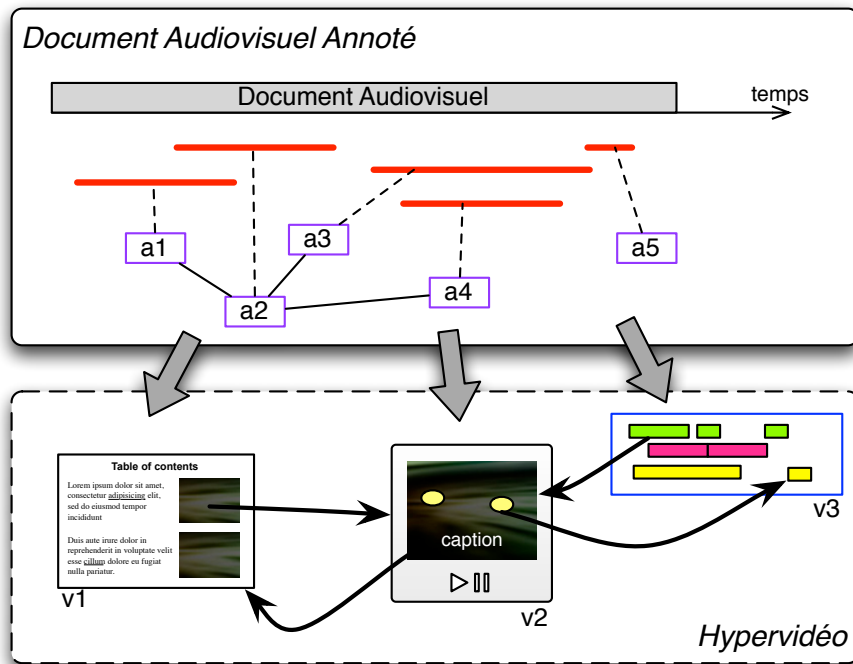 Document Audiovisuel Annoté
Document Audiovisuel
temps
a1
a3
a5
a2
a4
Table of contents
Lorem ipsum dolor sit amet,
consectetur adipisicing elit,
sed do eiusmod tempor
incididunt
Duis aute irure dolor in
reprehenderit in voluptate velit
esse cillum dolore eu fugiat
nulla pariatur.
v1
caption
v2
v3
Hypervidéo